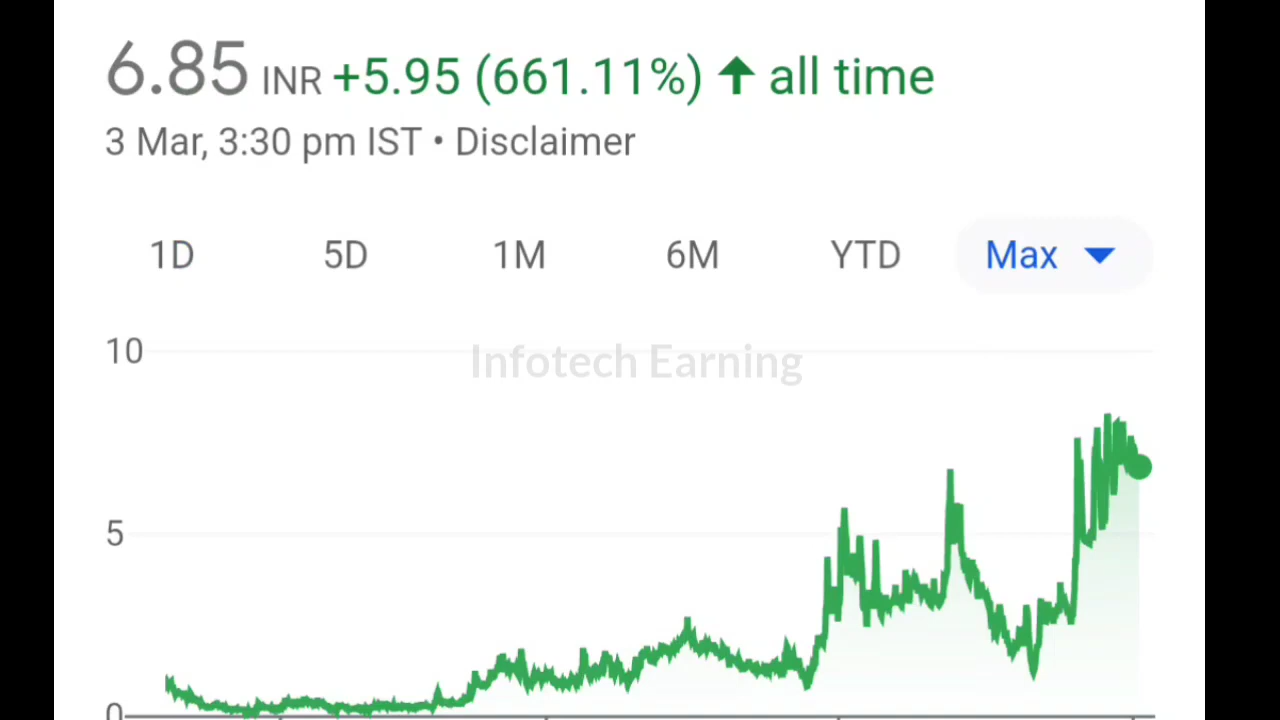 6.85 INR +5.95 (661.11%) ↑ all time
3 Mar, 3:30 pm IST • Disclaimer
1D 5D 1M 6M YTD Max
10
Infotech Earning
5
0